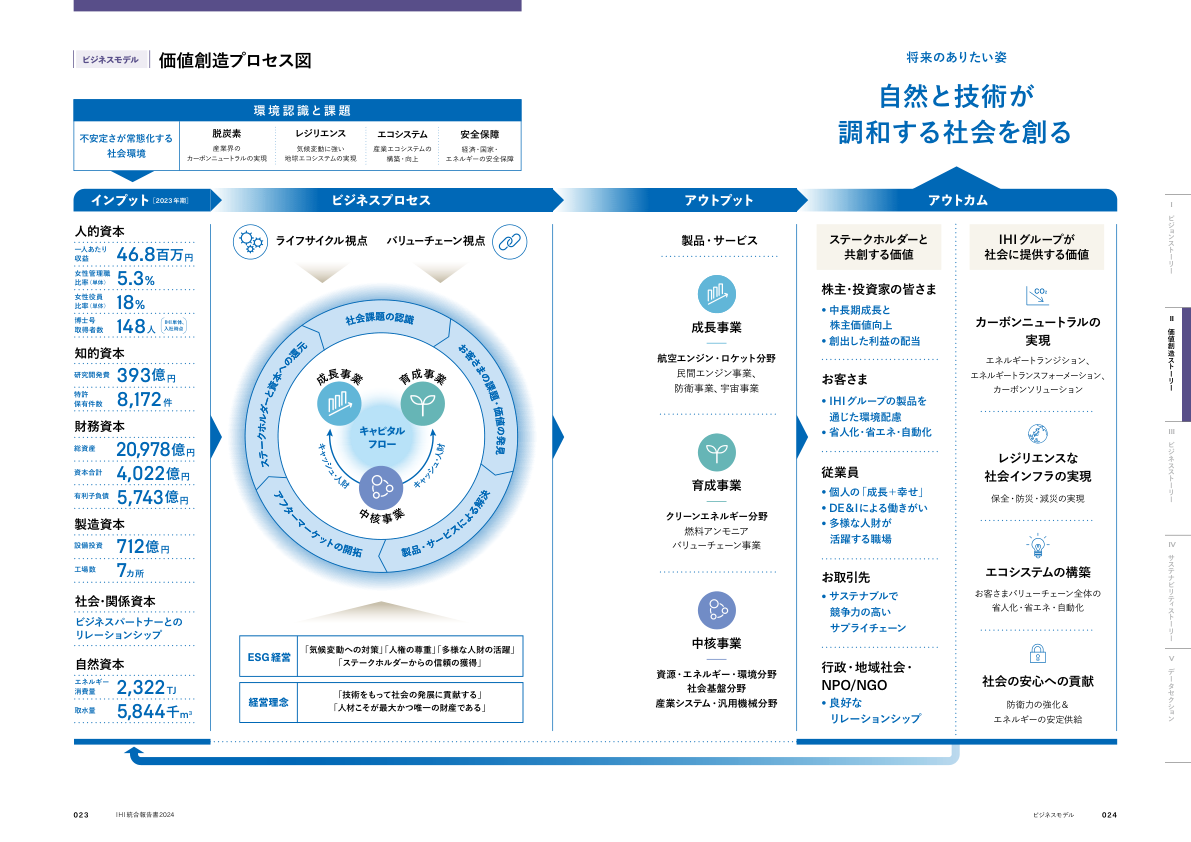 ビジネスモデル
価値創造プロセス図
将来のありたい姿
自然と技術が
調和する社会を創る
環境認識と課題
不安定さが常態化する
社会環境
脱炭素
産業界の
カーボンニュートラルの実現
レジリエンス
気候変動に強い
地球エコシステムの実現
エコシステム
産業エコシステムの
構築・向上
安全保障
経済・国家・
エネルギーの安全保障
インプット［2023年期］
ビジネスプロセス
アウトプット
アウトカム
人的資本
一人あたり
収益
46.8百万円
女性管理職
比率（単体）
5.3%
女性役員
比率（単体）
18%
博士号
取得者数
148人
知的資本
研究開発費
393億円
特許
保有件数
8,172件
財務資本
総資産
20,978億円
資本合計
4,022億円
有利子負債
5,743億円
製造資本
設備投資
712億円
工場数
7カ所
社会・関係資本
ビジネスパートナーとの
リレーションシップ
自然資本
エネルギー
消費量
2,322TJ
取水量
5,844千m³
ライフサイクル視点
バリューチェーン視点
社会課題の認識
お客さまの課題・価値の発見
製品・サービスによる解決
アフターマーケットの開拓
ステークホルダーと資本への還元
成長事業
育成事業
キャピタル
フロー
キャッシュ・人財
キャッシュ・人財
中核事業
ESG経営
「気候変動への対策」「人権の尊重」「多様な人財の活躍」
「ステークホルダーからの信頼の獲得」
経営理念
「技術をもって社会の発展に貢献する」
「人材こそが最大かつ唯一の財産である」
製品・サービス
成長事業
航空エンジン・ロケット分野
民間エンジン事業、
防衛事業、宇宙事業
育成事業
クリーンエネルギー分野
燃料アンモニア
バリューチェーン事業
中核事業
資源・エネルギー・環境分野
社会基盤分野
産業システム・汎用機械分野
ステークホルダーと
共創する価値
株主・投資家の皆さま
• 中長期成長と
株主価値向上
• 創出した利益の配当
お客さま
• IHIグループの製品を
通じた環境配慮
• 省人化・省エネ・自動化
従業員
• 個人の「成長＋幸せ」
• DE&Iによる働きがい
• 多様な人財が
活躍する職場
お取引先
• サステナブルで
競争力の高い
サプライチェーン
行政・地域社会・
NPO/NGO
• 良好な
リレーションシップ
IHIグループが
社会に提供する価値
CO₂
カーボンニュートラルの
実現
エネルギートランジション、
エネルギートランスフォーメーション、
カーボンソリューション
レジリエンスな
社会インフラの実現
保全・防災・減災の実現
エコシステムの構築
お客さまバリューチェーン全体の
省人化・省エネ・自動化
社会の安心への貢献
防衛力の強化＆
エネルギーの安定供給
I ビジョンストーリー
II 価値創造ストーリー
III ビジネスストーリー
IV サステナビリティストーリー
V データセクション
023
IHI統合報告書2024
ビジネスモデル
024